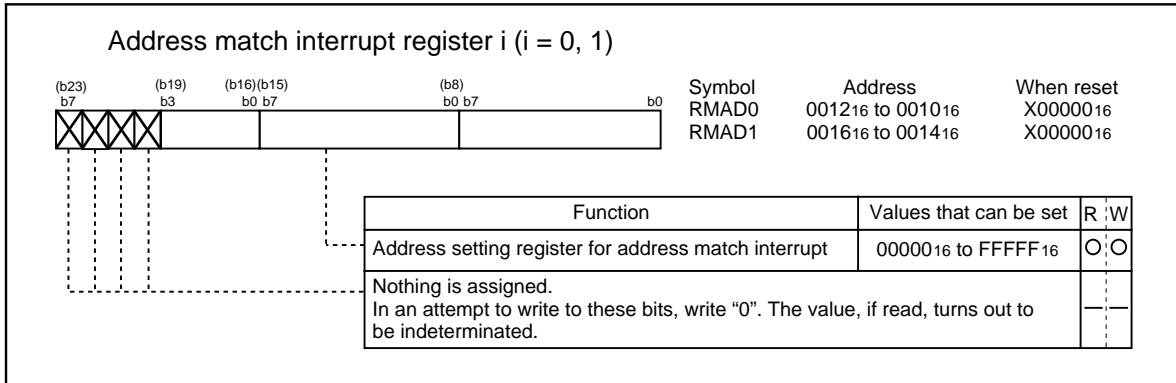 Address match interrupt register i (i = 0, 1)
(b23) (b19) (b16)(b15) (b8)
b7 b3 b0 b7 b0 b7 b0
Symbol Address When reset
RMAD0 001216 to 001016 X0000016
RMAD1 001616 to 001416 X0000016
Function Values that can be set R W
Address setting register for address match interrupt 0000016 to FFFFF16 O O
Nothing is assigned.
In an attempt to write to these bits, write “0”. The value, if read, turns out to
be indeterminated.
— —